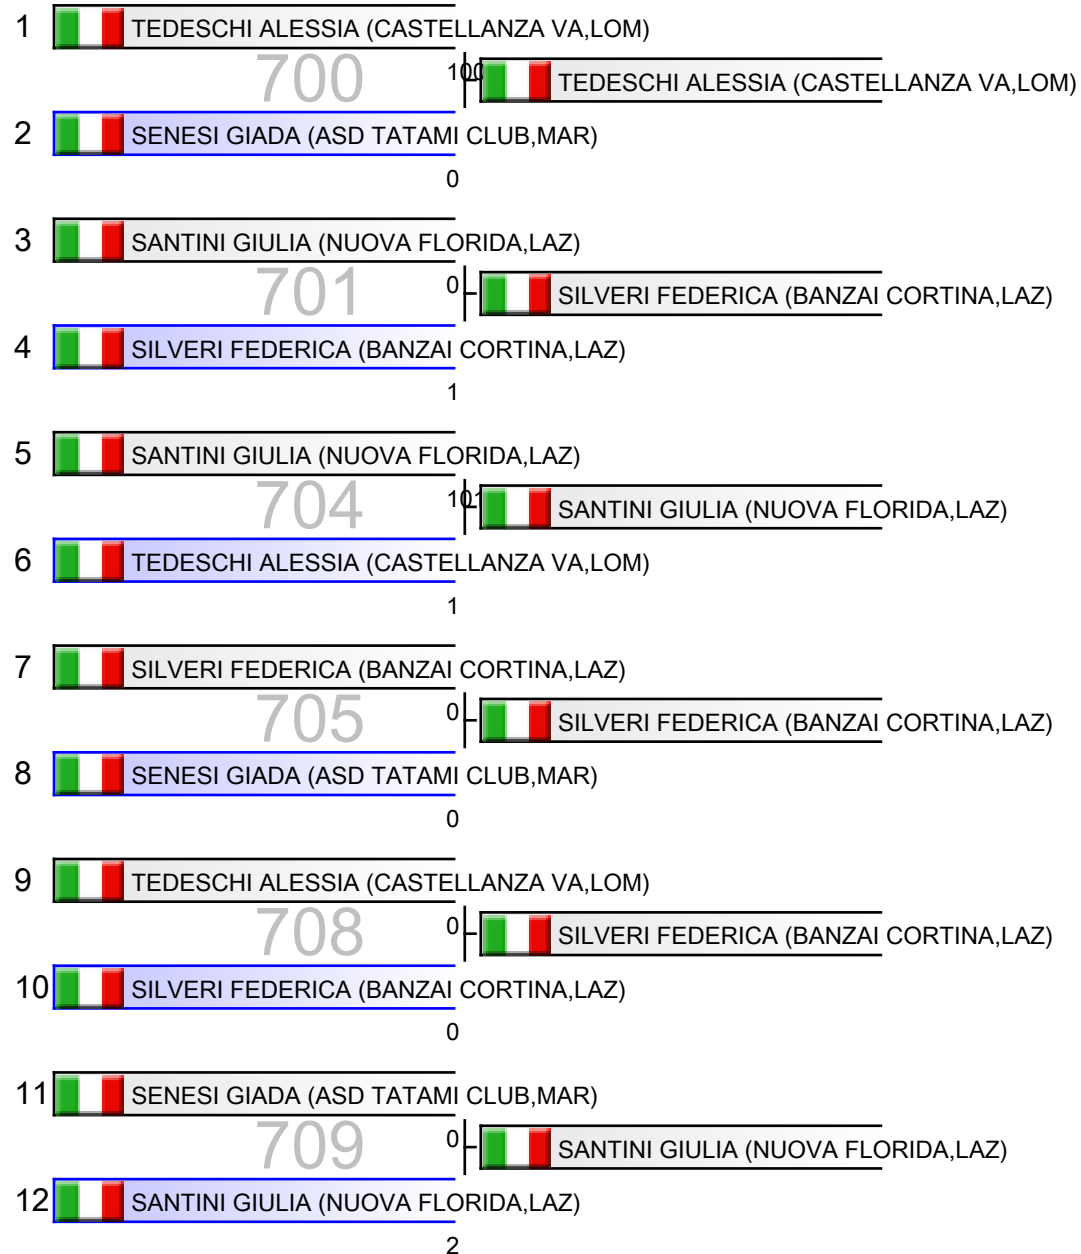 1 TEDESCHI ALESSIA (CASTELLANZA VA,LOM)
700 100 TEDESCHI ALESSIA (CASTELLANZA VA,LOM)
2 SENESI GIADA (ASD TATAMI CLUB,MAR)
0
3 SANTINI GIULIA (NUOVA FLORIDA,LAZ)
701 0 SILVERI FEDERICA (BANZAI CORTINA,LAZ)
4 SILVERI FEDERICA (BANZAI CORTINA,LAZ)
1
5 SANTINI GIULIA (NUOVA FLORIDA,LAZ)
704 101 SANTINI GIULIA (NUOVA FLORIDA,LAZ)
6 TEDESCHI ALESSIA (CASTELLANZA VA,LOM)
1
7 SILVERI FEDERICA (BANZAI CORTINA,LAZ)
705 0 SILVERI FEDERICA (BANZAI CORTINA,LAZ)
8 SENESI GIADA (ASD TATAMI CLUB,MAR)
0
9 TEDESCHI ALESSIA (CASTELLANZA VA,LOM)
708 0 SILVERI FEDERICA (BANZAI CORTINA,LAZ)
10 SILVERI FEDERICA (BANZAI CORTINA,LAZ)
0
11 SENESI GIADA (ASD TATAMI CLUB,MAR)
709 0 SANTINI GIULIA (NUOVA FLORIDA,LAZ)
12 SANTINI GIULIA (NUOVA FLORIDA,LAZ)
2